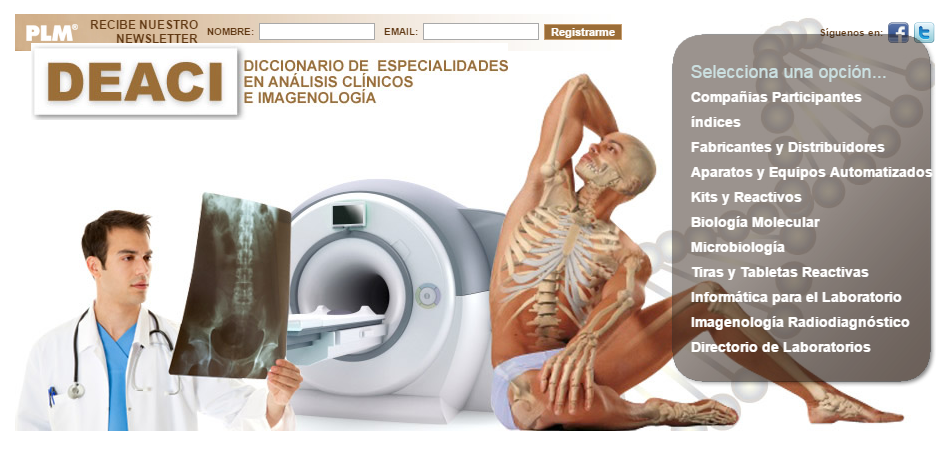 PLM®
RECIBE NUESTRO
NEWSLETTER
NOMBRE:
EMAIL:
Registrarme
Síguenos en:
DEACI
DICCIONARIO DE ESPECIALIDADES
EN ANÁLISIS CLÍNICOS
E IMAGENOLOGÍA
Selecciona una opción...
Compañias Participantes
índices
Fabricantes y Distribuidores
Aparatos y Equipos Automatizados
Kits y Reactivos
Biología Molecular
Microbiología
Tiras y Tabletas Reactivas
Informática para el Laboratorio
Imagenología Radiodiagnóstico
Directorio de Laboratorios